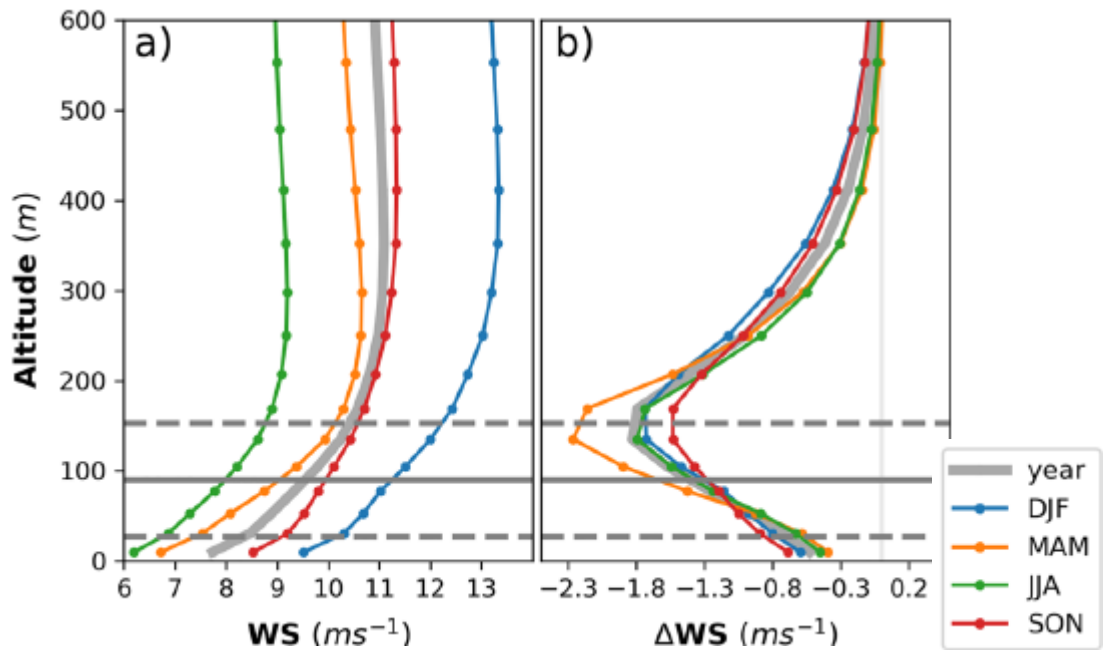 a)
b)
600
500
400
300
200
100
0
Altitude (m)
6 7 8 9 10 11 12 13
−2.3 −1.8 −1.3 −0.8 −0.3 0.2
WS (ms⁻¹)
ΔWS (ms⁻¹)
year
DJF
MAM
JJA
SON